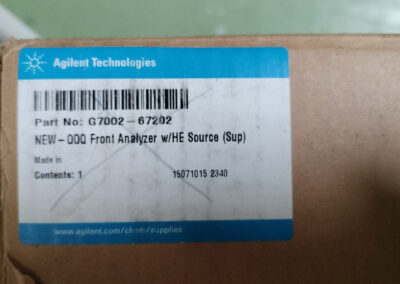 Agilent Technologies
Part No: G7002-67202
NEW-QQQ Front Analyzer w/HE Source (Sup)
Made in
Contents: 1
15071015 2340
www.agilent.com/chem/supplies